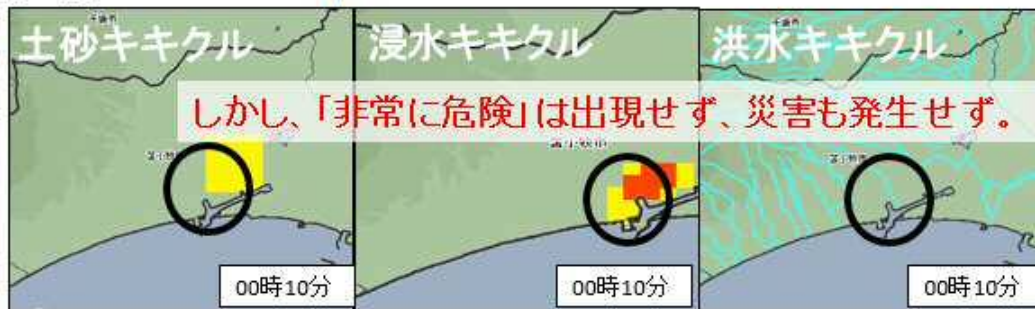 土砂キキクル
浸水キキクル
洪水キキクル
しかし、「非常に危険」は出現せず、災害も発生せず。
00時10分
00時10分
00時10分